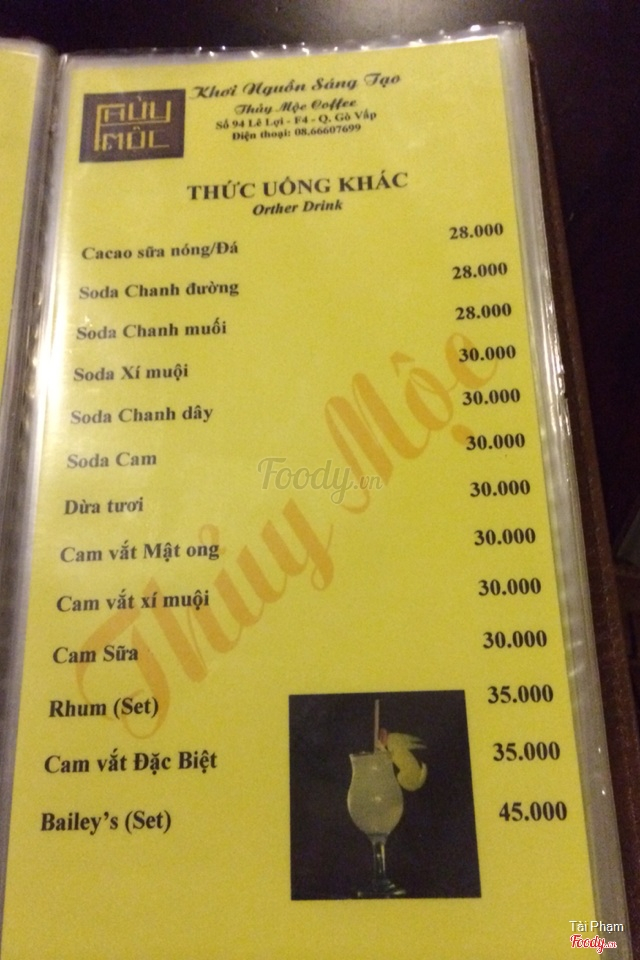 THỦY
MỘC
Khơi Nguồn Sáng Tạo
Thủy Mộc Coffee
Số 94 Lê Lợi - F4 - Q. Gò Vấp
Điện thoại: 08.66607699
THỨC UỐNG KHÁC
Orther Drink
Cacao sữa nóng/Đá 28.000
Soda Chanh đường 28.000
Soda Chanh muối 28.000
Soda Xí muội 30.000
Soda Chanh dây 30.000
Soda Cam 30.000
Dừa tươi 30.000
Cam vắt Mật ong 30.000
Cam vắt xí muội 30.000
Cam Sữa 30.000
Rhum (Set) 35.000
Cam vắt Đặc Biệt 35.000
Bailey's (Set) 45.000
Thủy Mộc
Foody.vn
Tài Phạm
Foody.vn